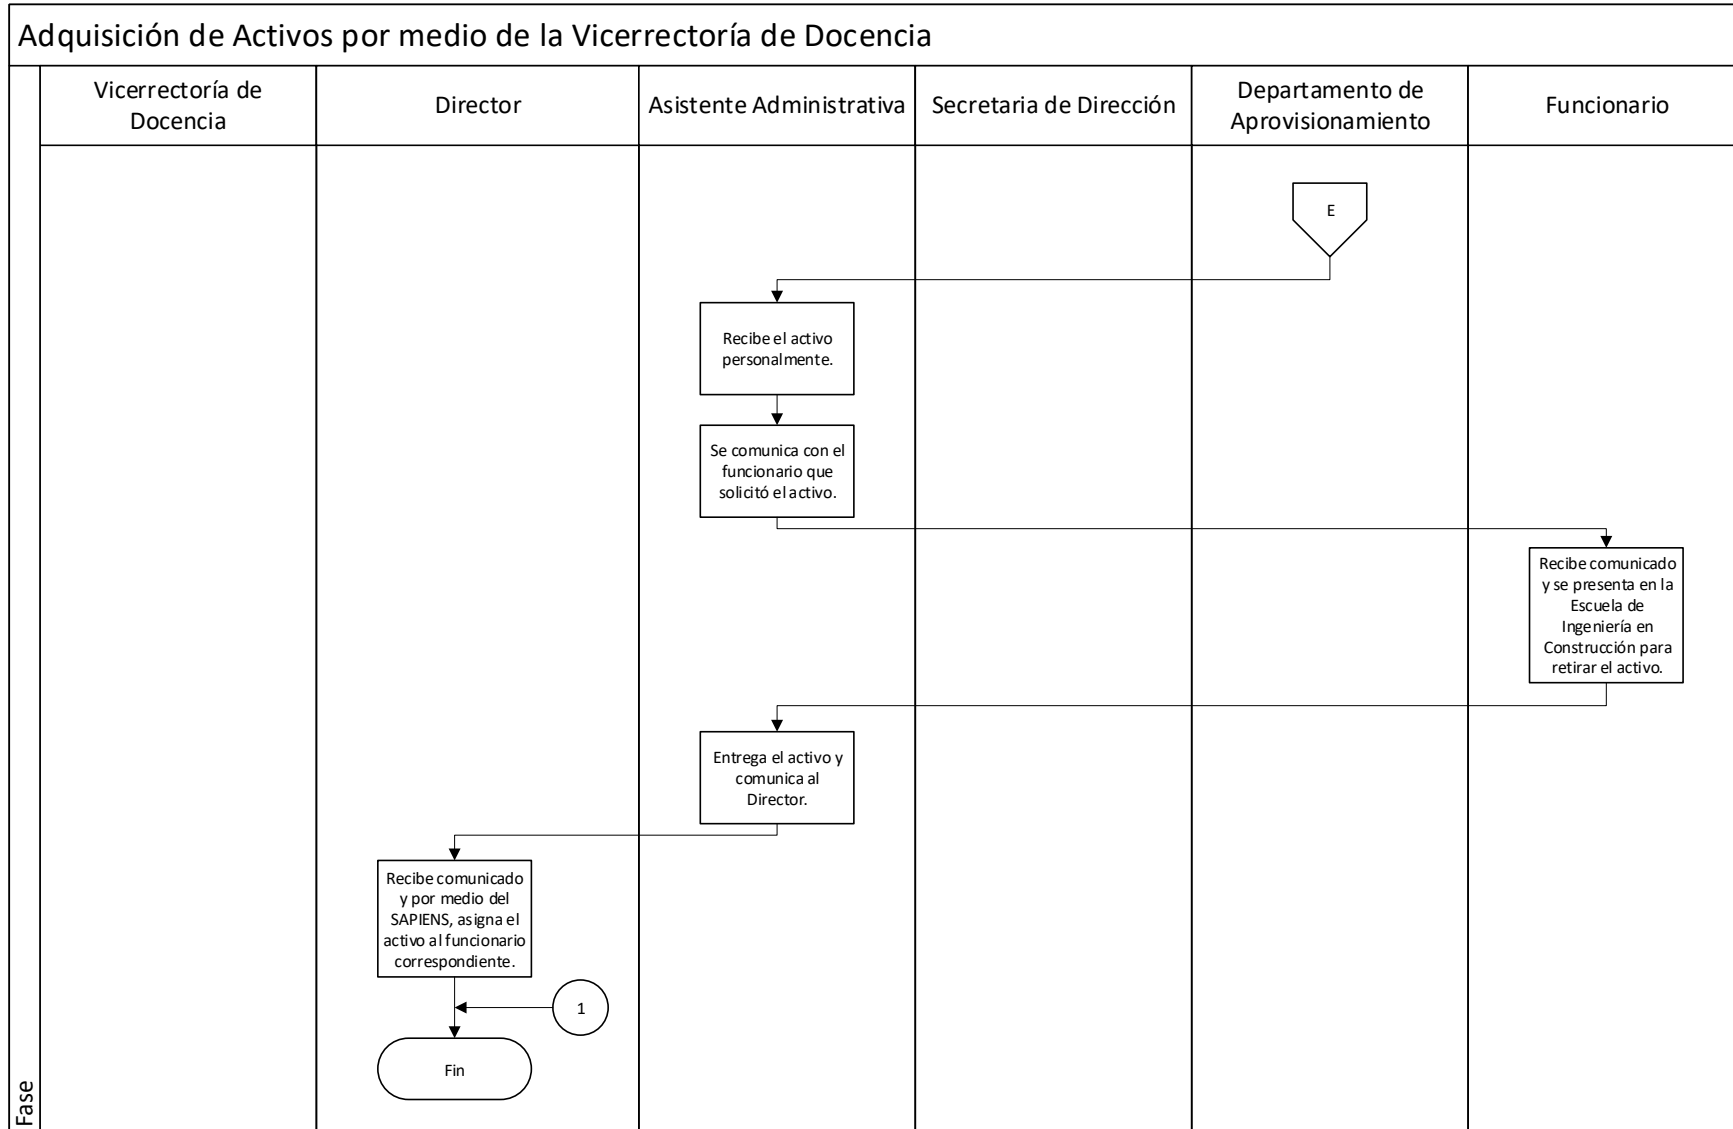 Adquisición de Activos por medio de la Vicerrectoría de Docencia
Vicerrectoría de
Docencia
Director
Asistente Administrativa
Secretaria de Dirección
Departamento de
Aprovisionamiento
Funcionario
E
Recibe el activo
personalmente.
Se comunica con el
funcionario que
solicitó el activo.
Recibe comunicado
y se presenta en la
Escuela de
Ingeniería en
Construcción para
retirar el activo.
Entrega el activo y
comunica al
Director.
Recibe comunicado
y por medio del
SAPIENS, asigna el
activo al funcionario
correspondiente.
1
Fin
Fase